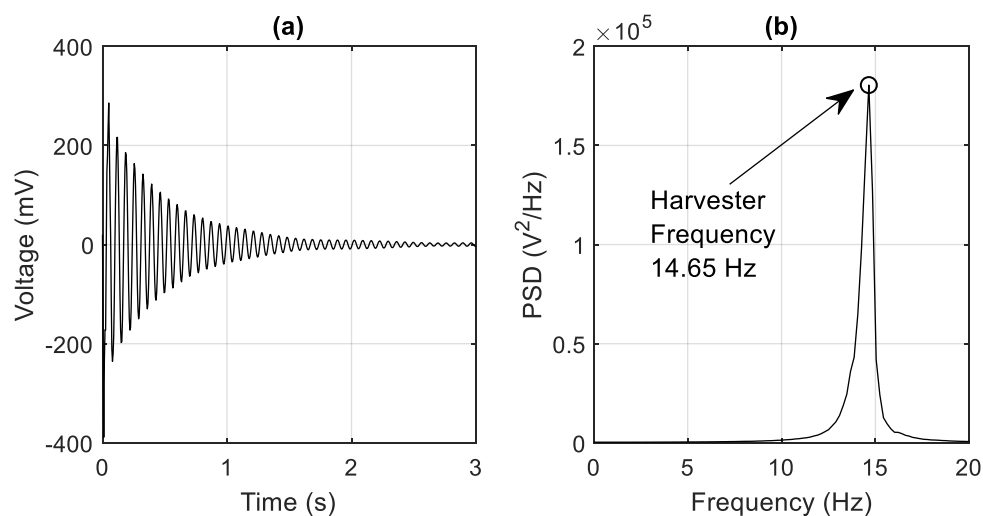 (a)
400
200
0
-200
-400
Voltage (mV)
0
1
2
3
Time (s)
(b)
×10^5
2
1.5
1
0.5
0
PSD (V^2/Hz)
Harvester
Frequency
14.65 Hz
0
5
10
15
20
Frequency (Hz)